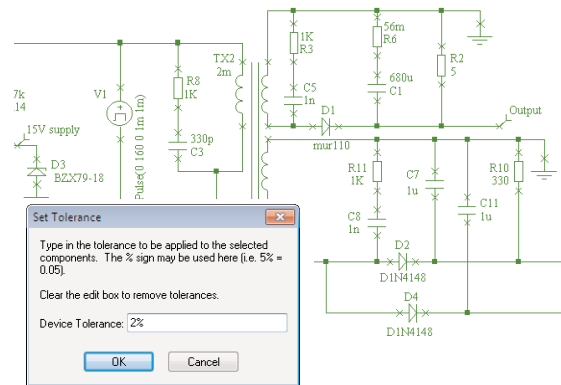 TX2
2m
1K
R3
56m
R6
R2
5
R8
1K
V1
C5
1n
680u
C1
D1
Output
mur110
7k
14
15V supply
330p
C3
D3
BZX79-18
Pulse(0 160 0 1m 1m)
R11
1K
C7
1u
R10
330
C8
1n
C11
1u
D2
D1N4148
D4
D1N4148
Set Tolerance
Type in the tolerance to be applied to the selected
components. The % sign may be used here (i.e. 5% =
0.05).
Clear the edit box to remove tolerances.
Device Tolerance: 2%
OK Cancel